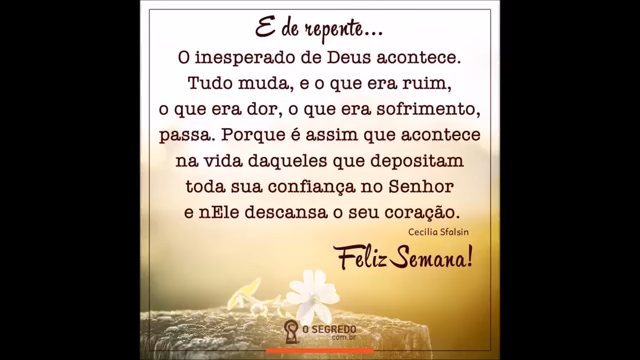 E de repente...
O inesperado de Deus acontece.
Tudo muda, e o que era ruim,
o que era dor, o que era sofrimento,
passa. Porque é assim que acontece
na vida daqueles que depositam
toda sua confiança no Senhor
e nEle descansa o seu coração.
Cecilia Sfalsin
Feliz Semana!
O SEGREDO
com.br